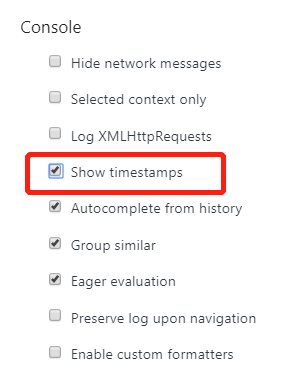 Console
Hide network messages
Selected context only
Log XMLHttpRequests
Show timestamps
Autocomplete from history
Group similar
Eager evaluation
Preserve log upon navigation
Enable custom formatters